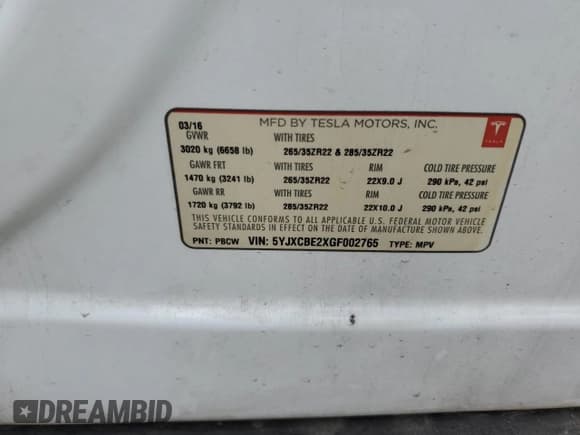 MFD BY TESLA MOTORS, INC.
TESLA
03/16
GVWR WITH TIRES
3020 kg (6658 lb) 265/35ZR22 & 285/35ZR22
GAWR FRT WITH TIRES RIM COLD TIRE PRESSURE
1470 kg (3241 lb) 265/35ZR22 22X9.0 J 290 kPa, 42 psi
GAWR RR WITH TIRES RIM COLD TIRE PRESSURE
1720 kg (3792 lb) 285/35ZR22 22X10.0 J 290 kPa, 42 psi
THIS VEHICLE CONFORMS TO ALL APPLICABLE U.S. FEDERAL MOTOR VEHICLE
SAFETY STANDARDS IN EFFECT ON THE DATE OF MANUFACTURE SHOWN ABOVE.
PNT: PBCW VIN: 5YJXCBE2XGF002765 TYPE: MPV
DREAMBID